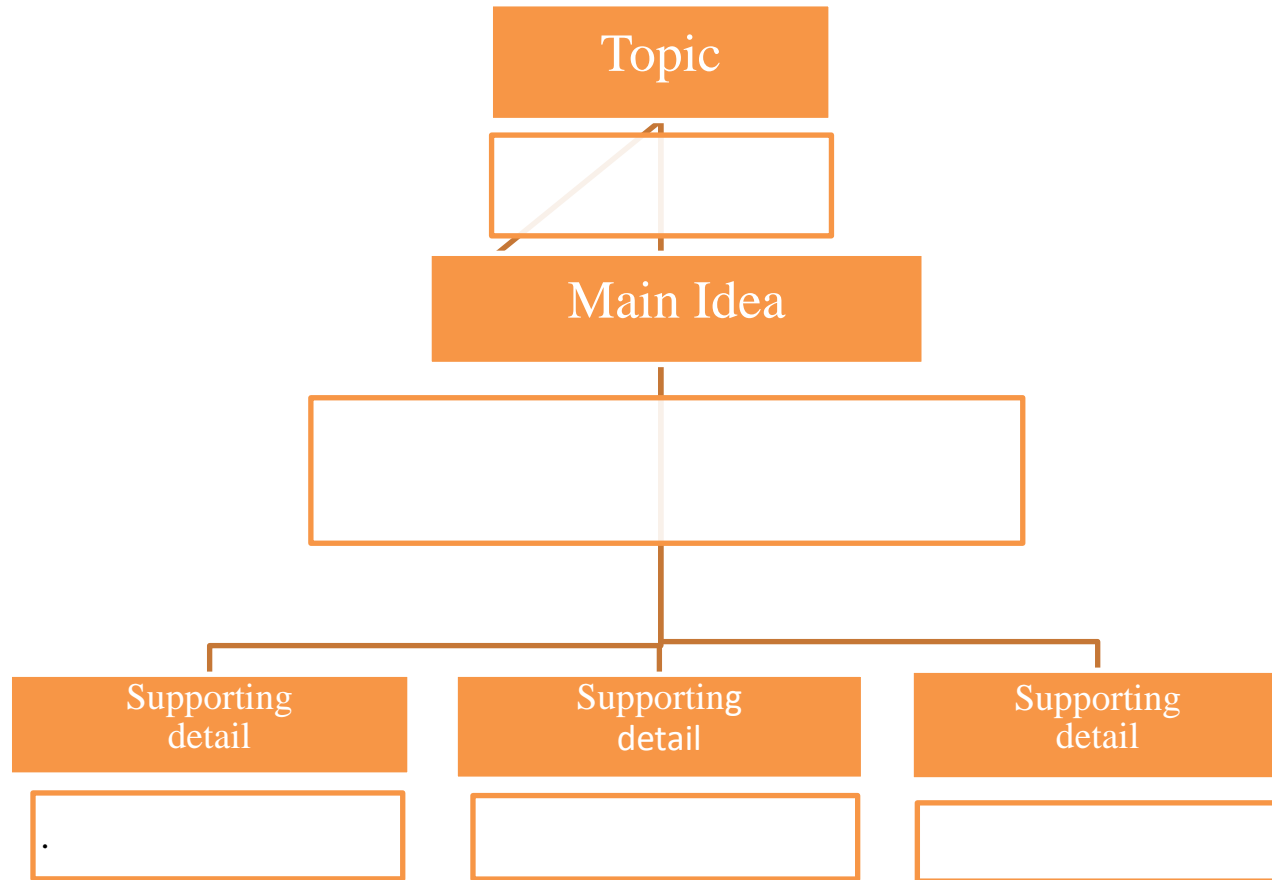 Topic
Main Idea
Supporting
detail
Supporting
detail
Supporting
detail
.